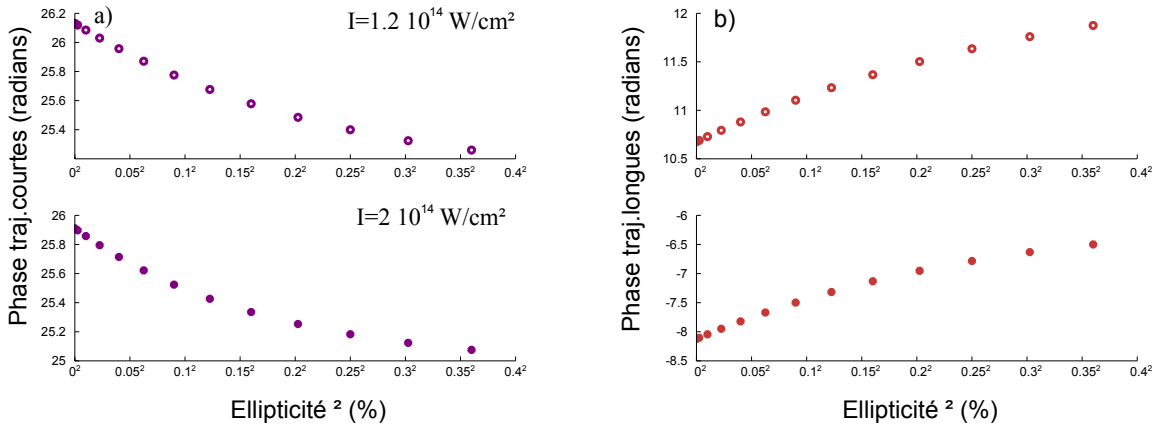 a)
I=1.2 10¹⁴ W/cm²
Phase traj.courtes (radians)
26.2
26
25.8
25.6
25.4
0² 0.05² 0.1² 0.15² 0.2² 0.25² 0.3² 0.35² 0.4²
I=2 10¹⁴ W/cm²
26
25.8
25.6
25.4
25.2
25
0² 0.05² 0.1² 0.15² 0.2² 0.25² 0.3² 0.35² 0.4²
Ellipticité ² (%)
b)
Phase traj.longues (radians)
12
11.5
11
10.5
0² 0.05² 0.1² 0.15² 0.2² 0.25² 0.3² 0.35² 0.4²
-6
-6.5
-7
-7.5
-8
-8.5
0² 0.05² 0.1² 0.15² 0.2² 0.25² 0.3² 0.35² 0.4²
Ellipticité ² (%)